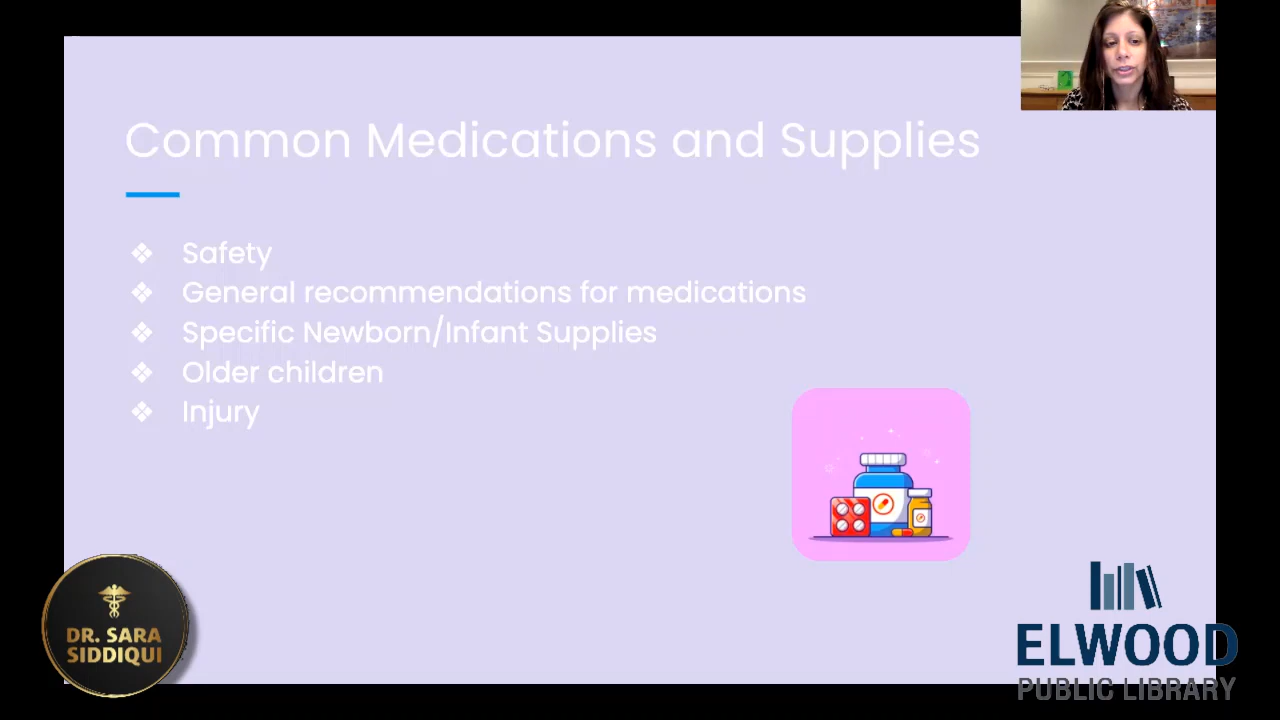 Common Medications and Supplies
❖ Safety
❖ General recommendations for medications
❖ Specific Newborn/Infant Supplies
❖ Older children
❖ Injury
DR. SARA
SIDDIQUI
ELWOOD
PUBLIC LIBRARY